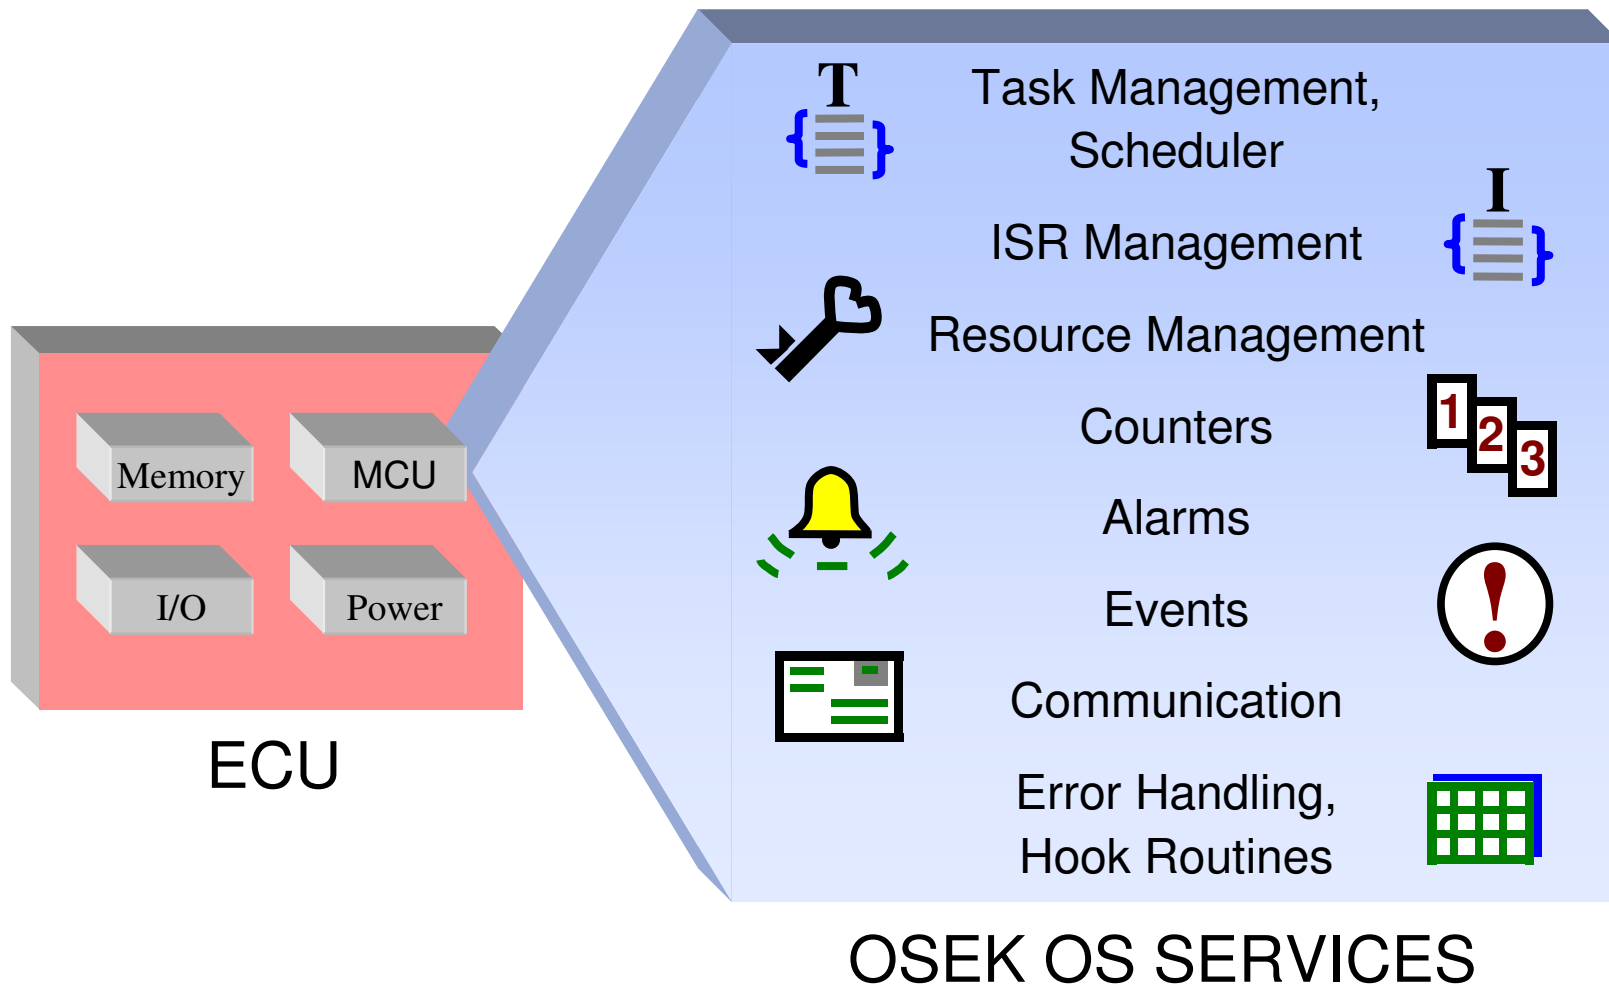 T
Task Management,
Scheduler
I
ISR Management
Resource Management
Counters
1
2
3
Alarms
Events
!
Communication
Error Handling,
Hook Routines
Memory
MCU
I/O
Power
ECU
OSEK OS SERVICES